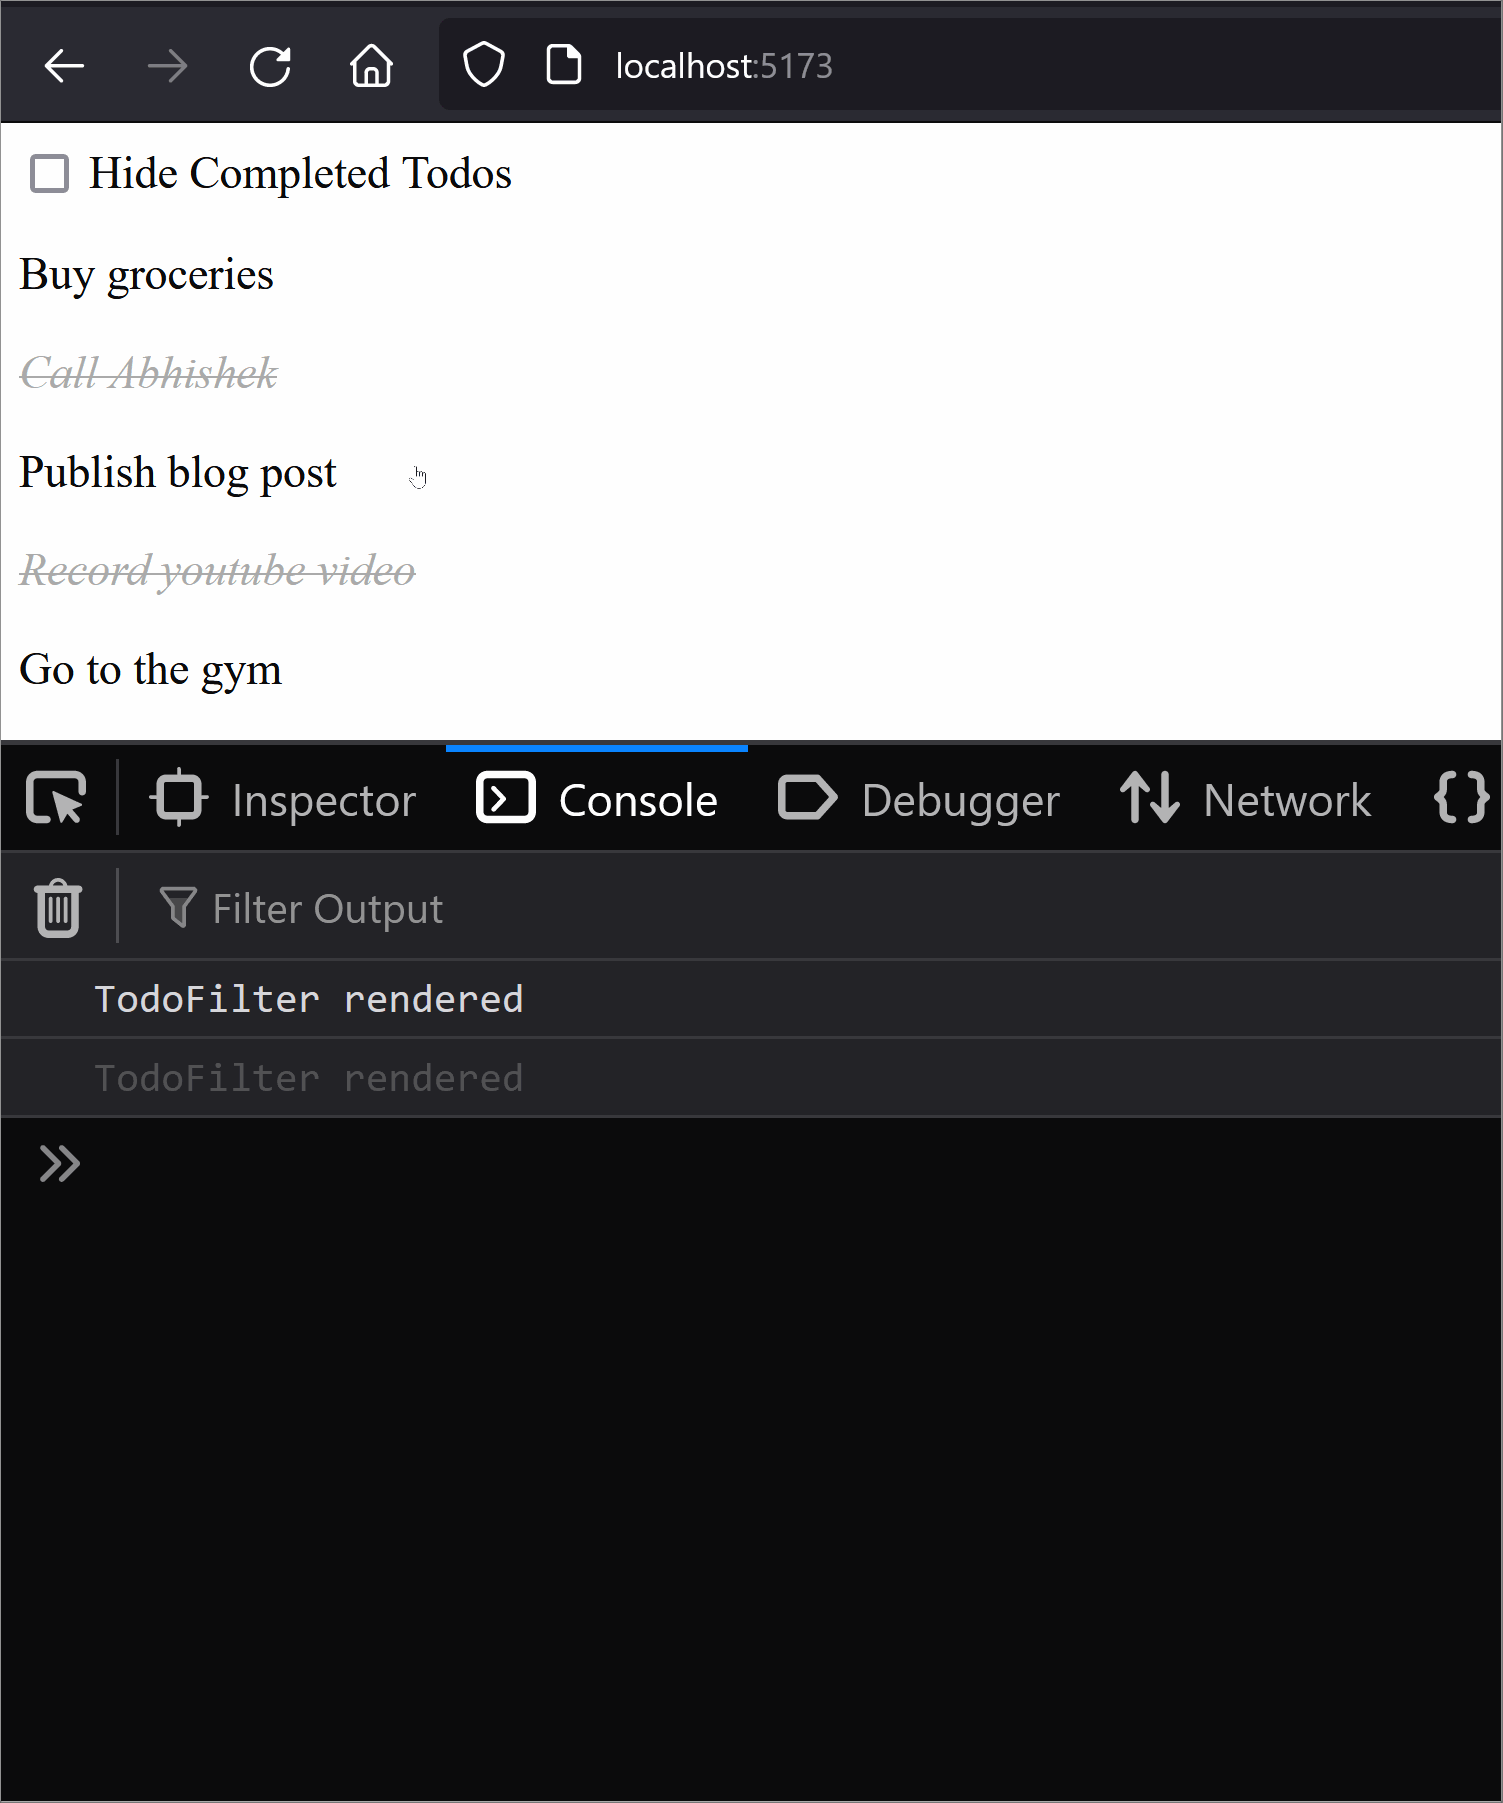 localhost:5173
Hide Completed Todos
Buy groceries
Call Abhishek
Publish blog post
Record youtube video
Go to the gym
Inspector Console Debugger Network
Filter Output
TodoFilter rendered
TodoFilter rendered